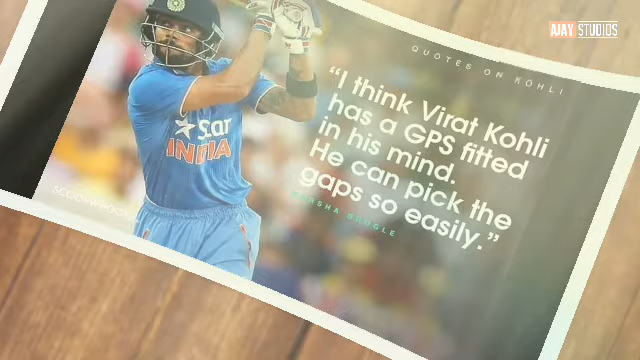 AJAY STUDIOS
QUOTES ON KOHLI
“I think Virat Kohli
has a GPS fitted
in his mind.
He can pick the
gaps so easily.”
HARSHA BHOGLE
Star
INDIA
SCOOPWHOOP